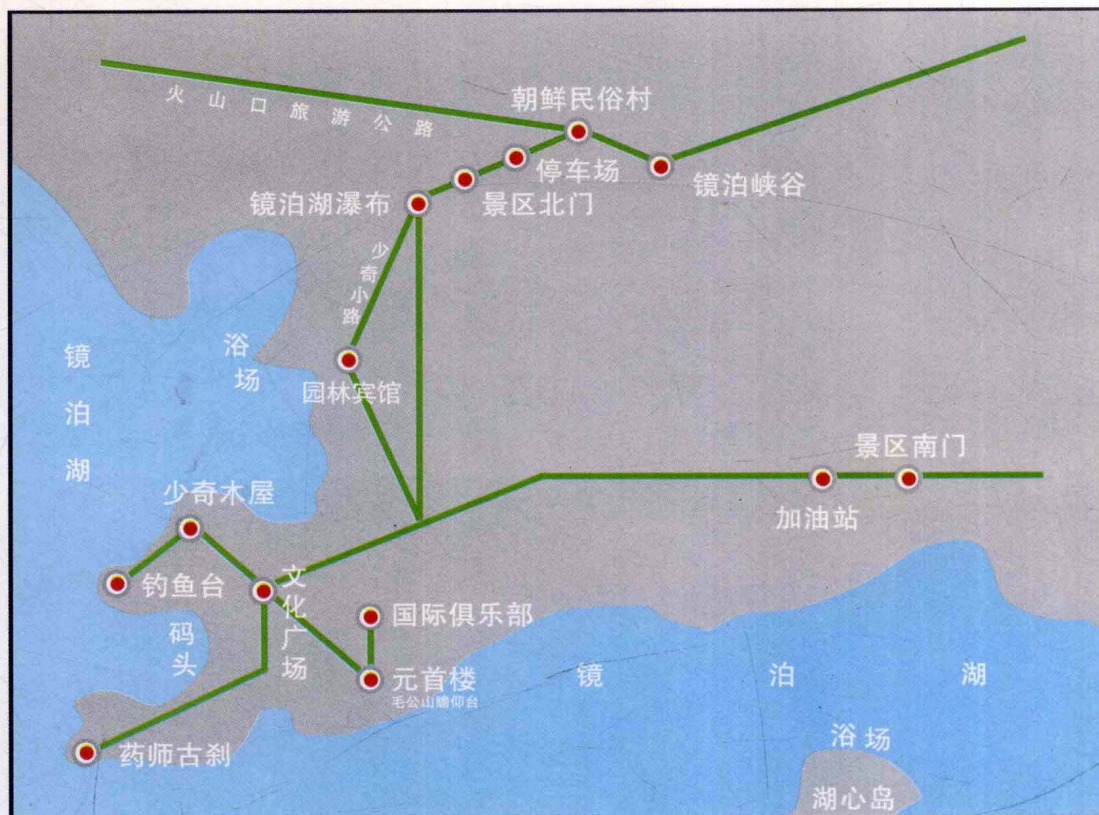 火山口旅游公路
朝鲜民俗村
停车场
镜泊峡谷
景区北门
镜泊湖瀑布
少奇小路
浴场
镜泊湖
园林宾馆
景区南门
加油站
少奇木屋
钓鱼台
文化广场
码头
国际俱乐部
元首楼
毛公山瞻仰台
镜泊湖
药师古刹
浴场
湖心岛